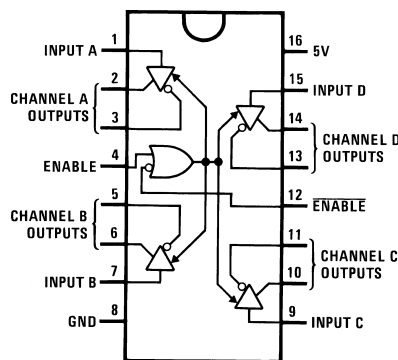 1
INPUT A
2
CHANNEL A
OUTPUTS
3
4
ENABLE
5
CHANNEL B
OUTPUTS
6
7
INPUT B
8
GND
16
5V
15
INPUT D
14
CHANNEL D
OUTPUTS
13
12
ENABLE
11
CHANNEL C
OUTPUTS
10
9
INPUT C